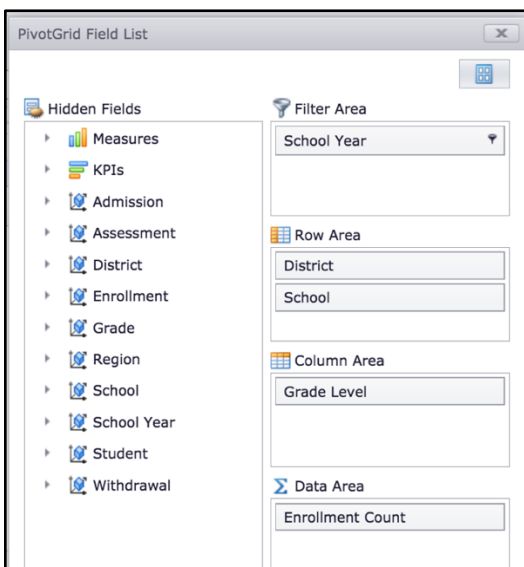 PivotGrid Field List
Hidden Fields
Measures
KPIs
Admission
Assessment
District
Enrollment
Grade
Region
School
School Year
Student
Withdrawal
Filter Area
School Year
Row Area
District
School
Column Area
Grade Level
Data Area
Enrollment Count